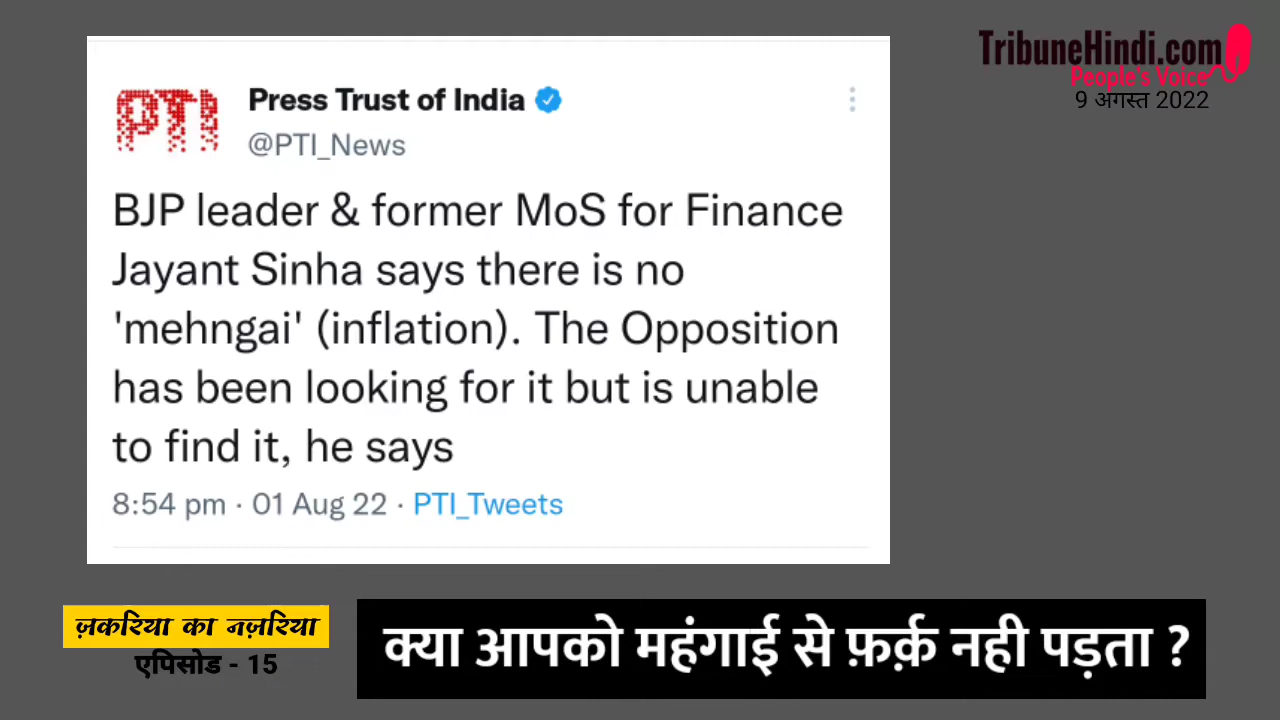 TribuneHindi.com
People's Voice
9 अगस्त 2022
PTI
Press Trust of India
@PTI_News
BJP leader & former MoS for Finance
Jayant Sinha says there is no
'mehngai' (inflation). The Opposition
has been looking for it but is unable
to find it, he says
8:54 pm · 01 Aug 22 · PTI_Tweets
ज़करिया का नज़रिया
एपिसोड - 15
क्या आपको महंगाई से फ़र्क़ नही पड़ता ?